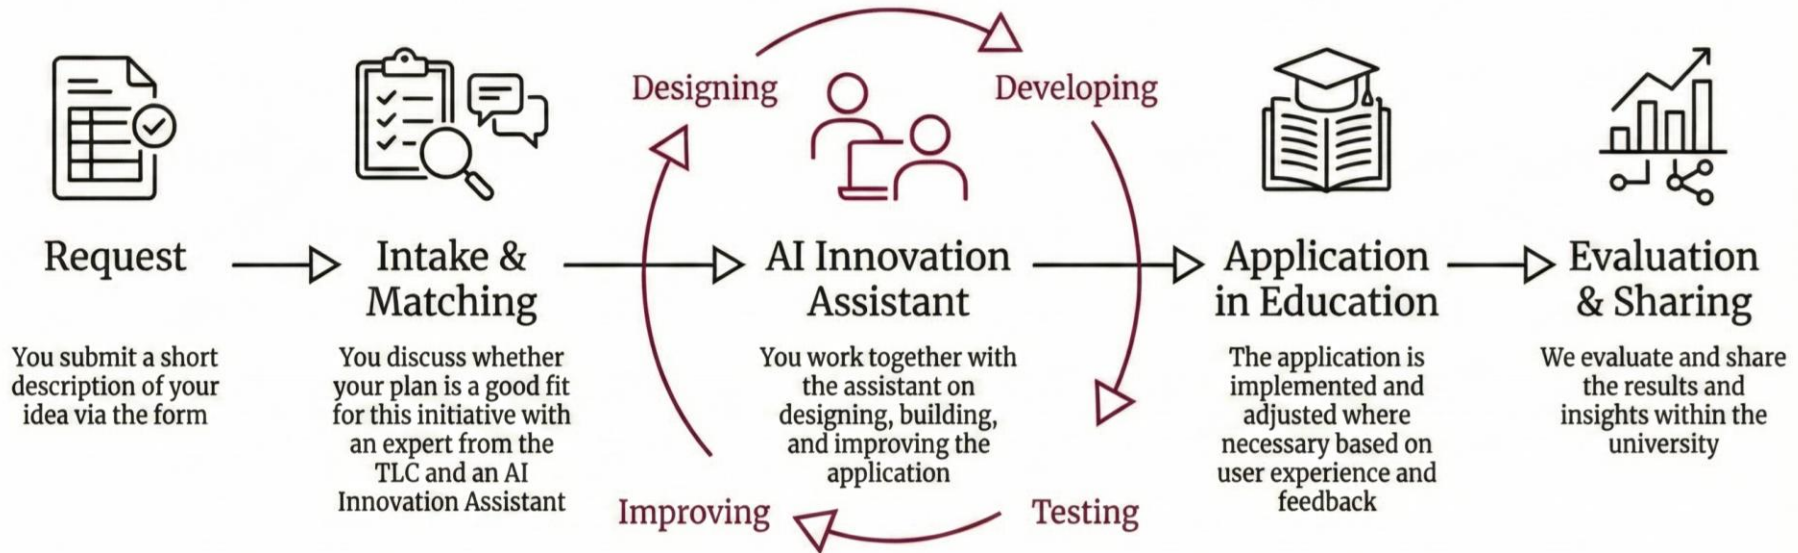 Designing
Developing
Request
Intake &
Matching
AI Innovation
Assistant
Application
in Education
Evaluation
& Sharing
You submit a short
description of your
idea via the form
You discuss whether
your plan is a good fit
for this initiative with
an expert from the
TLC and an AI
Innovation Assistant
You work together with
the assistant on
designing, building,
and improving the
application
The application is
implemented and
adjusted where
necessary based on
user experience and
feedback
We evaluate and share
the results and
insights within the
university
Improving
Testing